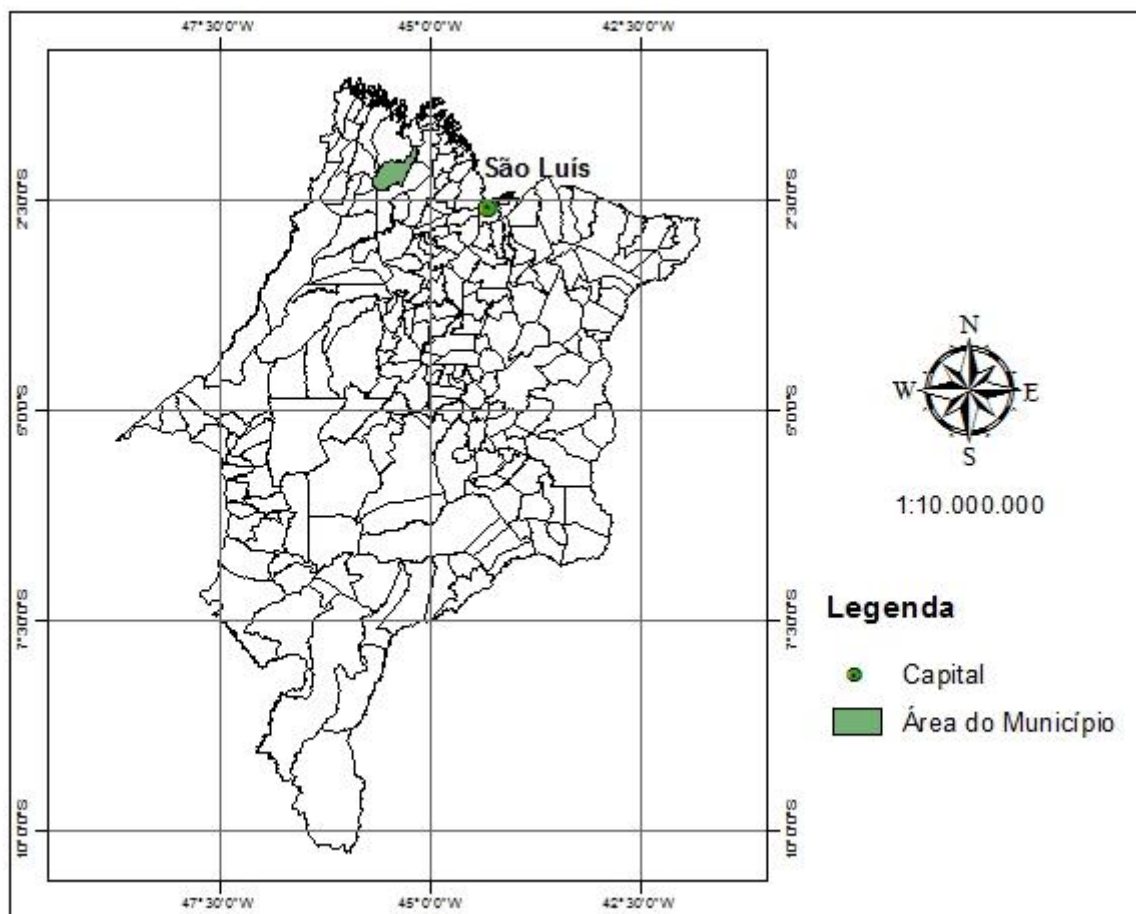 47°30'0"W 45°0'0"W 42°30'0"W
São Luís
2°30'0"S 2°30'0"S
N
W E
S
5°0'0"S 5°0'0"S
1:10.000.000
Legenda
7°30'0"S 7°30'0"S
Capital
Área do Município
10°0'0"S 10°0'0"S
47°30'0"W 45°0'0"W 42°30'0"W